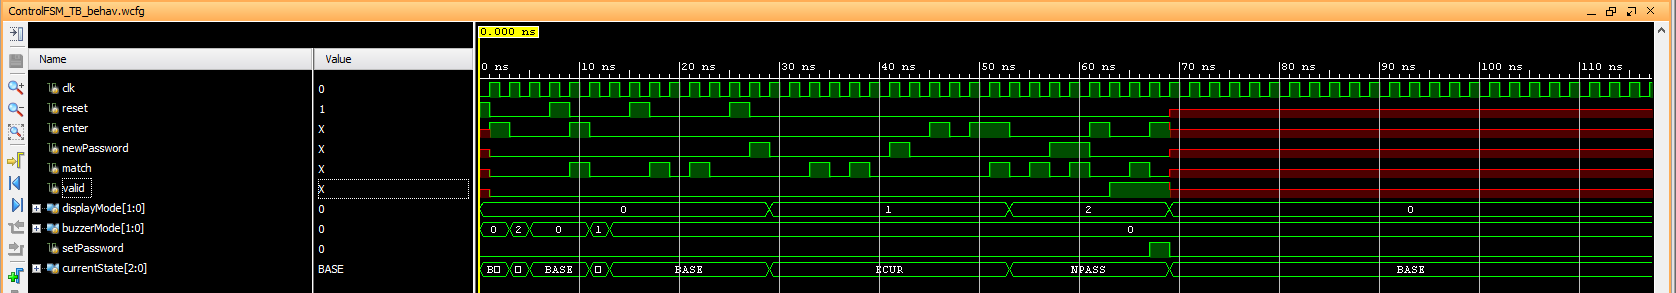 ControlFSM_TB_behav.wcfg
0.000 ns
Name Value
0 ns 10 ns 20 ns 30 ns 40 ns 50 ns 60 ns 70 ns 80 ns 90 ns 100 ns 110 ns
clk 0
reset 1
enter X
newPassword X
match X
valid X
displayMode[1:0] 0 0 1 2 0
buzzerMode[1:0] 0 0 2 0 1 0
setPassword 0
currentState[2:0] BASE B BASE BASE ECUR NPASS BASE